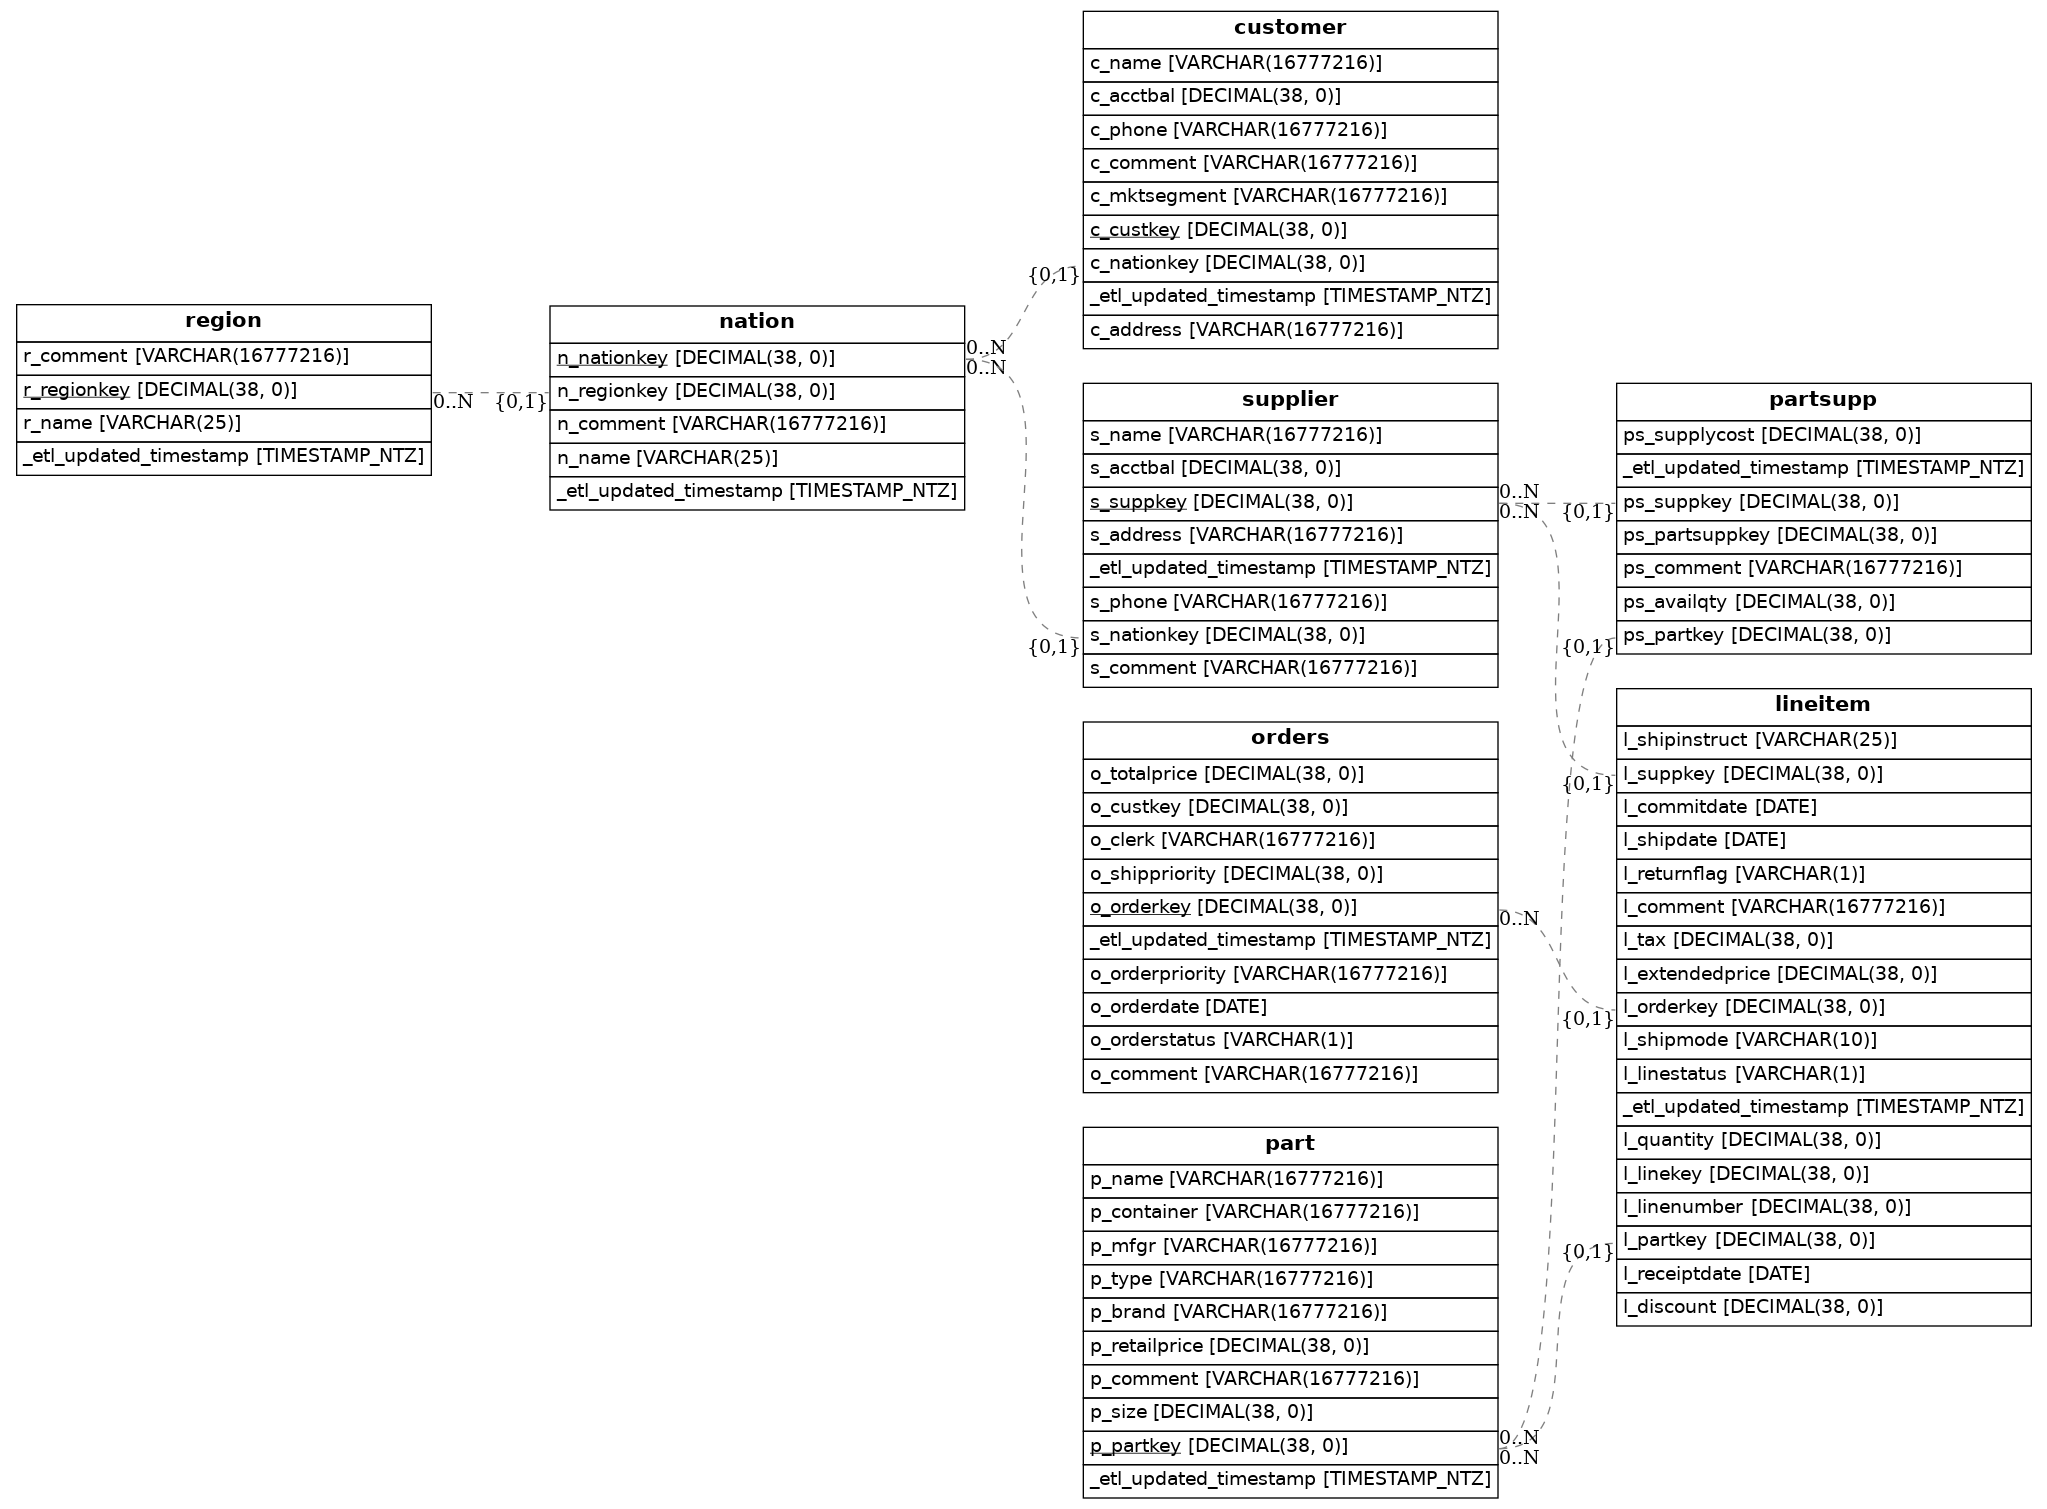 region
r_comment [VARCHAR(16777216)]
r_regionkey [DECIMAL(38, 0)]
r_name [VARCHAR(25)]
_etl_updated_timestamp [TIMESTAMP_NTZ]
0..N
{0,1}
nation
n_nationkey [DECIMAL(38, 0)]
n_regionkey [DECIMAL(38, 0)]
n_comment [VARCHAR(16777216)]
n_name [VARCHAR(25)]
_etl_updated_timestamp [TIMESTAMP_NTZ]
0..N
0..N
{0,1}
{0,1}
customer
c_name [VARCHAR(16777216)]
c_acctbal [DECIMAL(38, 0)]
c_phone [VARCHAR(16777216)]
c_comment [VARCHAR(16777216)]
c_mktsegment [VARCHAR(16777216)]
c_custkey [DECIMAL(38, 0)]
c_nationkey [DECIMAL(38, 0)]
_etl_updated_timestamp [TIMESTAMP_NTZ]
c_address [VARCHAR(16777216)]
supplier
s_name [VARCHAR(16777216)]
s_acctbal [DECIMAL(38, 0)]
s_suppkey [DECIMAL(38, 0)]
s_address [VARCHAR(16777216)]
_etl_updated_timestamp [TIMESTAMP_NTZ]
s_phone [VARCHAR(16777216)]
s_nationkey [DECIMAL(38, 0)]
s_comment [VARCHAR(16777216)]
0..N
0..N
orders
o_totalprice [DECIMAL(38, 0)]
o_custkey [DECIMAL(38, 0)]
o_clerk [VARCHAR(16777216)]
o_shippriority [DECIMAL(38, 0)]
o_orderkey [DECIMAL(38, 0)]
_etl_updated_timestamp [TIMESTAMP_NTZ]
o_orderpriority [VARCHAR(16777216)]
o_orderdate [DATE]
o_orderstatus [VARCHAR(1)]
o_comment [VARCHAR(16777216)]
0..N
part
p_name [VARCHAR(16777216)]
p_container [VARCHAR(16777216)]
p_mfgr [VARCHAR(16777216)]
p_type [VARCHAR(16777216)]
p_brand [VARCHAR(16777216)]
p_retailprice [DECIMAL(38, 0)]
p_comment [VARCHAR(16777216)]
p_size [DECIMAL(38, 0)]
p_partkey [DECIMAL(38, 0)]
_etl_updated_timestamp [TIMESTAMP_NTZ]
0..N
0..N
{0,1}
{0,1}
{0,1}
{0,1}
{0,1}
partsupp
ps_supplycost [DECIMAL(38, 0)]
_etl_updated_timestamp [TIMESTAMP_NTZ]
ps_suppkey [DECIMAL(38, 0)]
ps_partsuppkey [DECIMAL(38, 0)]
ps_comment [VARCHAR(16777216)]
ps_availqty [DECIMAL(38, 0)]
ps_partkey [DECIMAL(38, 0)]
lineitem
l_shipinstruct [VARCHAR(25)]
l_suppkey [DECIMAL(38, 0)]
l_commitdate [DATE]
l_shipdate [DATE]
l_returnflag [VARCHAR(1)]
l_comment [VARCHAR(16777216)]
l_tax [DECIMAL(38, 0)]
l_extendedprice [DECIMAL(38, 0)]
l_orderkey [DECIMAL(38, 0)]
l_shipmode [VARCHAR(10)]
l_linestatus [VARCHAR(1)]
_etl_updated_timestamp [TIMESTAMP_NTZ]
l_quantity [DECIMAL(38, 0)]
l_linekey [DECIMAL(38, 0)]
l_linenumber [DECIMAL(38, 0)]
l_partkey [DECIMAL(38, 0)]
l_receiptdate [DATE]
l_discount [DECIMAL(38, 0)]